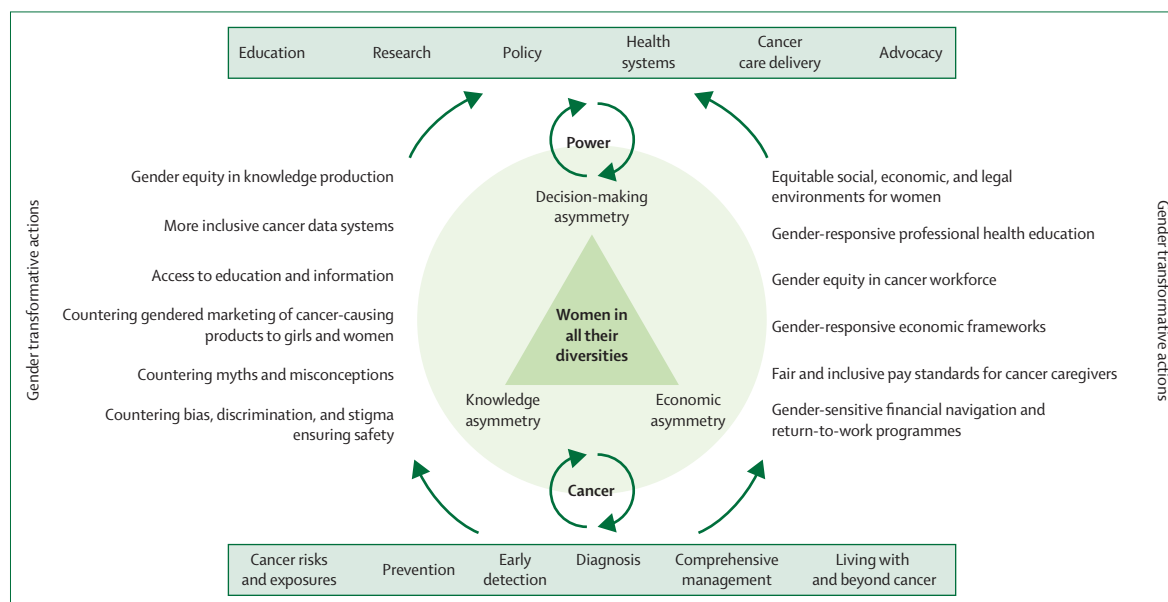 Education
Research
Policy
Health
systems
Cancer
care delivery
Advocacy
Gender transformative actions
Gender equity in knowledge production
More inclusive cancer data systems
Access to education and information
Countering gendered marketing of cancer-causing
products to girls and women
Countering myths and misconceptions
Countering bias, discrimination, and stigma
ensuring safety
Power
Decision-making
asymmetry
Women in
all their
diversities
Knowledge
asymmetry
Economic
asymmetry
Cancer
Equitable social, economic, and legal
environments for women
Gender-responsive professional health education
Gender equity in cancer workforce
Gender-responsive economic frameworks
Fair and inclusive pay standards for cancer caregivers
Gender-sensitive financial navigation and
return-to-work programmes
Gender transformative actions
Cancer risks
and exposures
Prevention
Early
detection
Diagnosis
Comprehensive
management
Living with
and beyond cancer